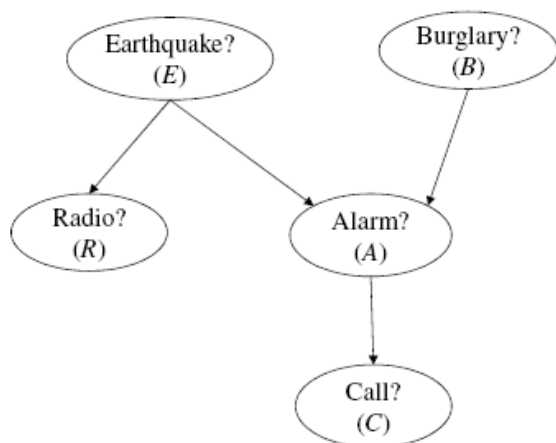 Earthquake?
(E)
Burglary?
(B)
Radio?
(R)
Alarm?
(A)
Call?
(C)